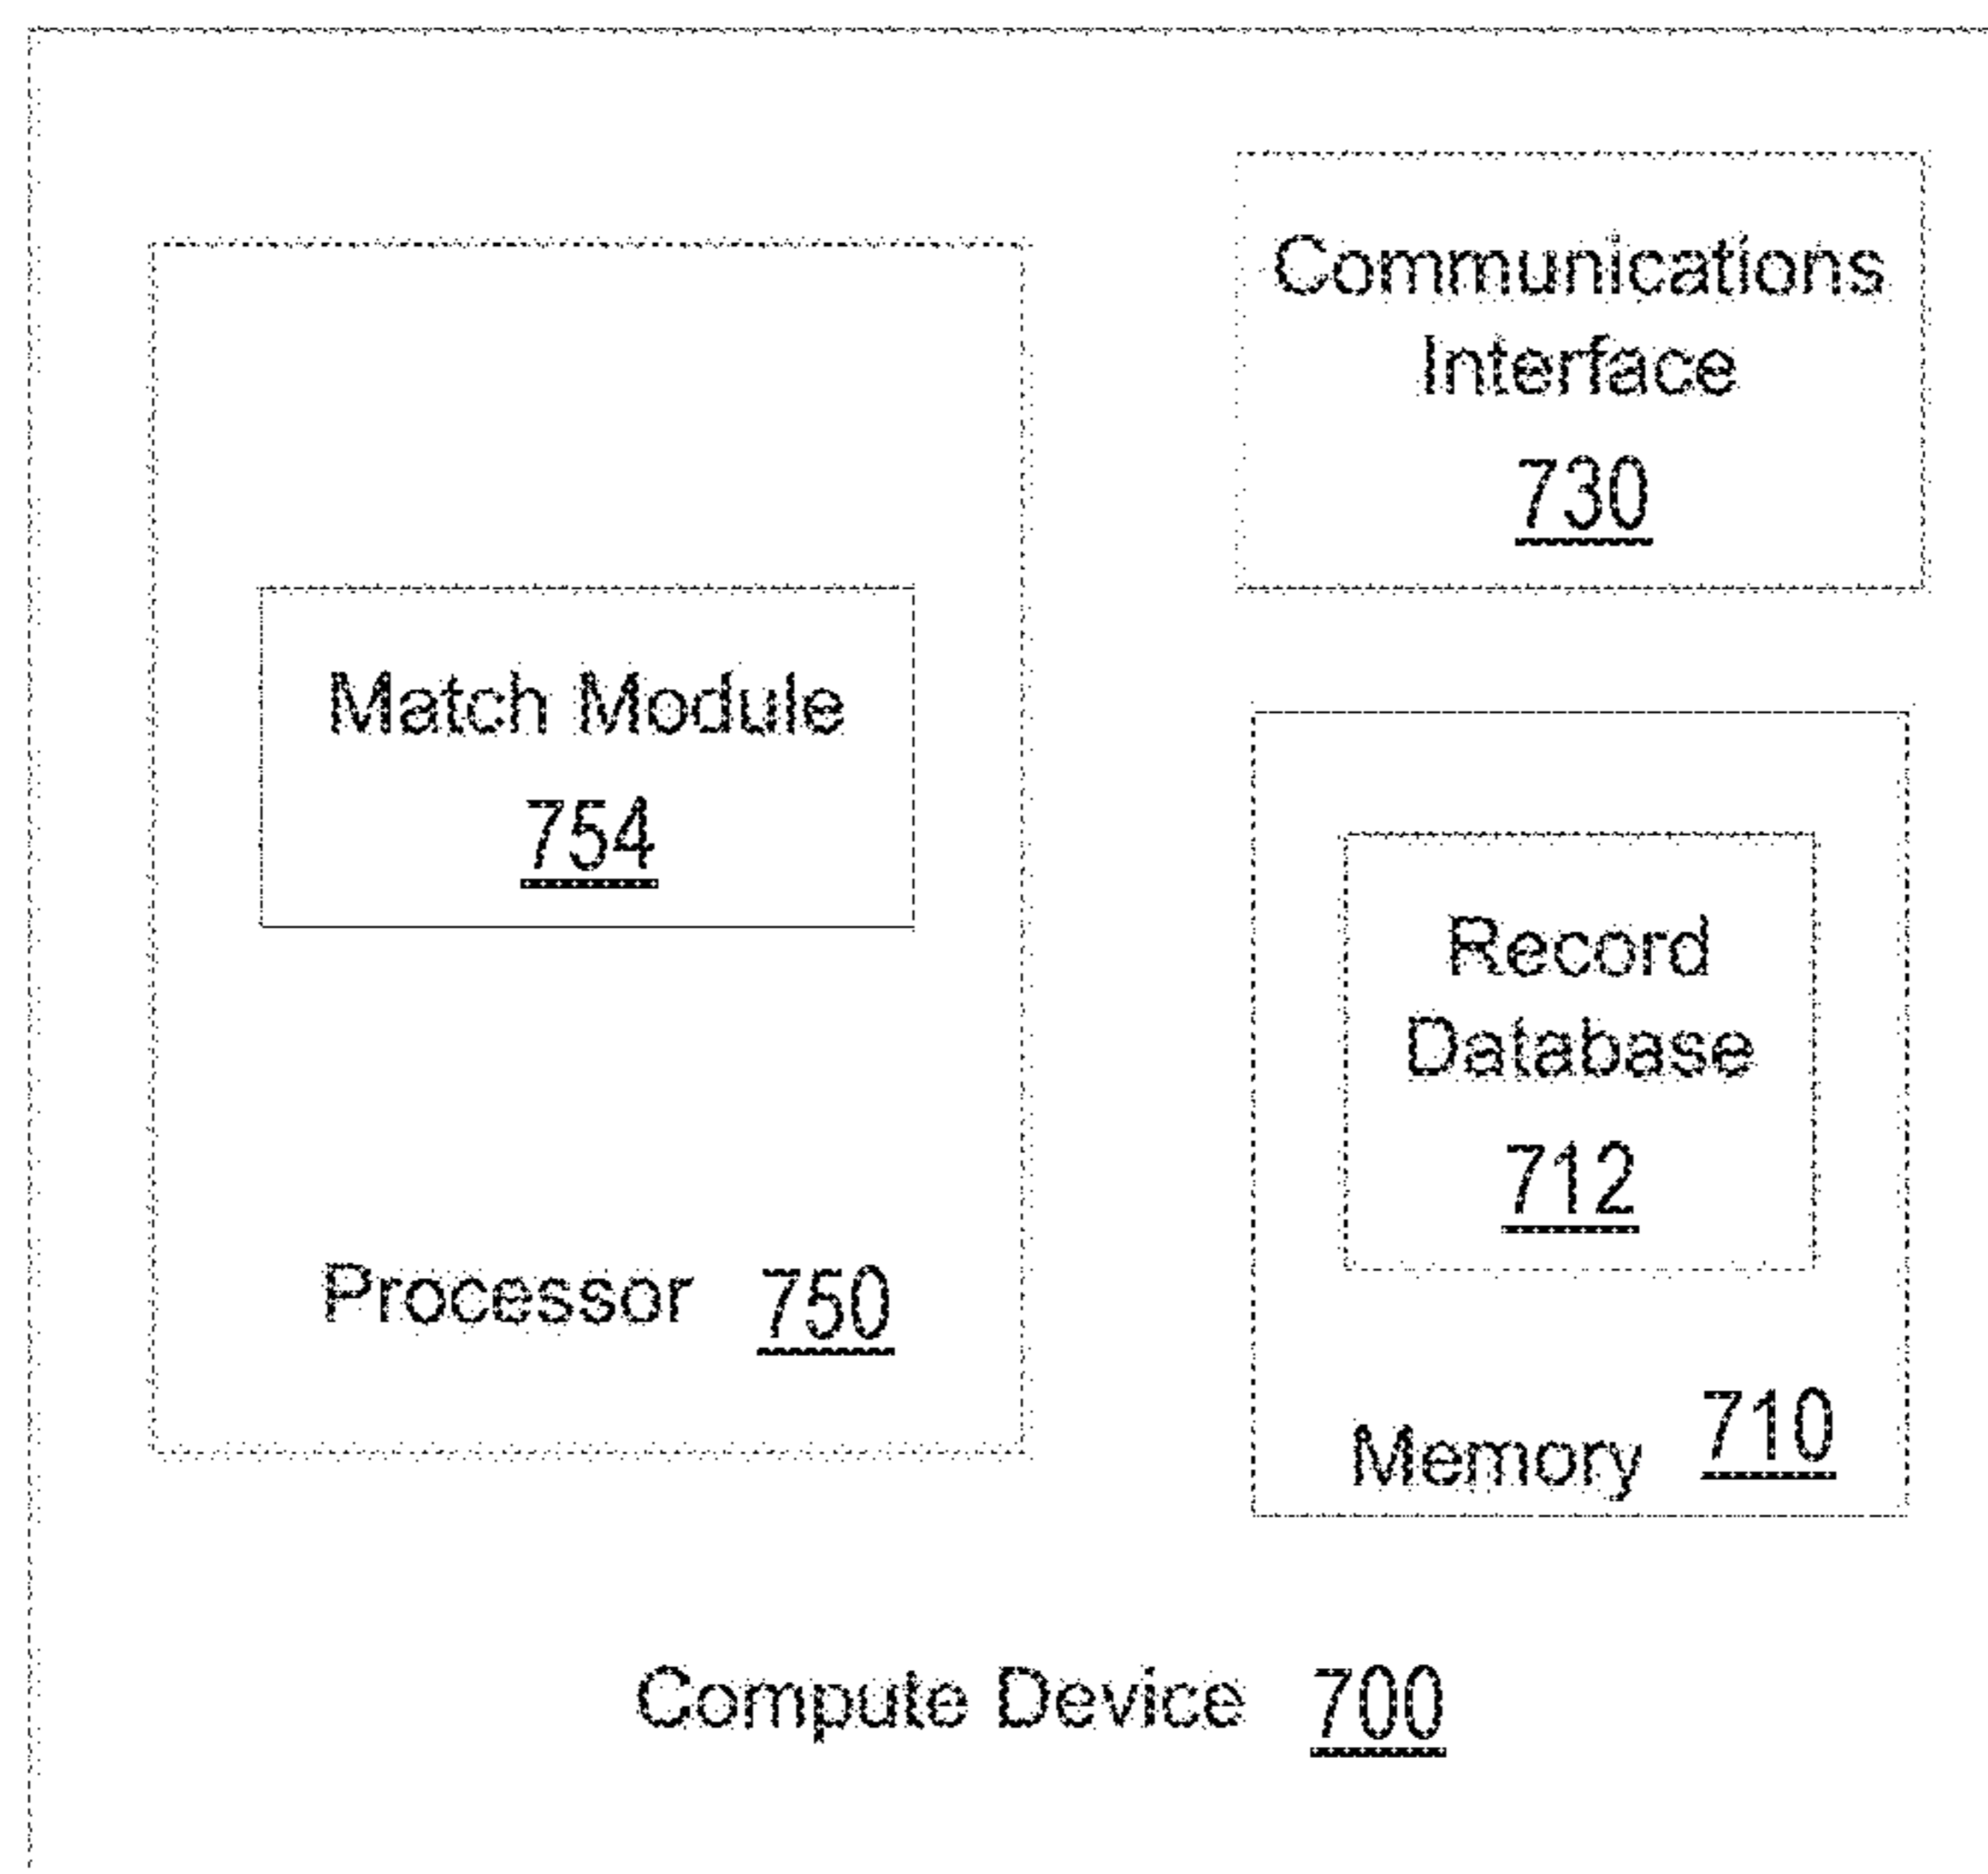 Communications
Interface
730
Match Module
754
Record
Database
712
Processor 750
Memory 710
Compute Device 700